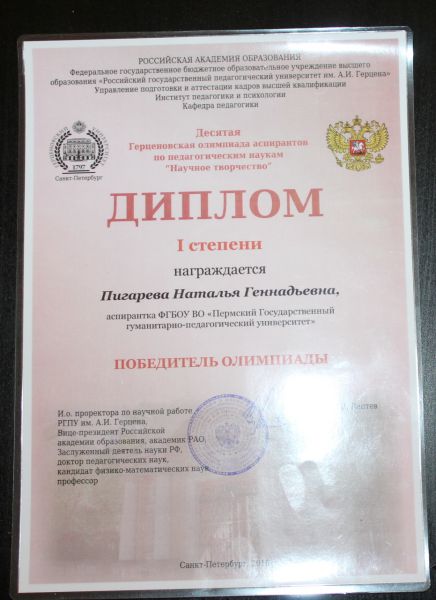 РОССИЙСКАЯ АКАДЕМИЯ ОБРАЗОВАНИЯ
Федеральное государственное бюджетное образовательное учреждение высшего
образования «Российский государственный педагогический университет им. А.И. Герцена»
Управление подготовки и аттестации кадров высшей квалификации
Институт педагогики и психологии
Кафедра педагогики
1797
Санкт-Петербург
Десятая
Герценовская олимпиада аспирантов
по педагогическим наукам
"Научное творчество"
ДИПЛОМ
I степени
награждается
Пигарева Наталья Геннадьевна,
аспирантка ФГБОУ ВО «Пермский Государственный
гуманитарно-педагогический университет»
ПОБЕДИТЕЛЬ ОЛИМПИАДЫ
И.о. проректора по научной работе
РГПУ им. А.И. Герцена,
Вице-президент Российской
академии образования, академик РАО,
Заслуженный деятель науки РФ,
доктор педагогических наук,
кандидат физико-математических наук,
профессор
Лаптев
Санкт-Петербург,